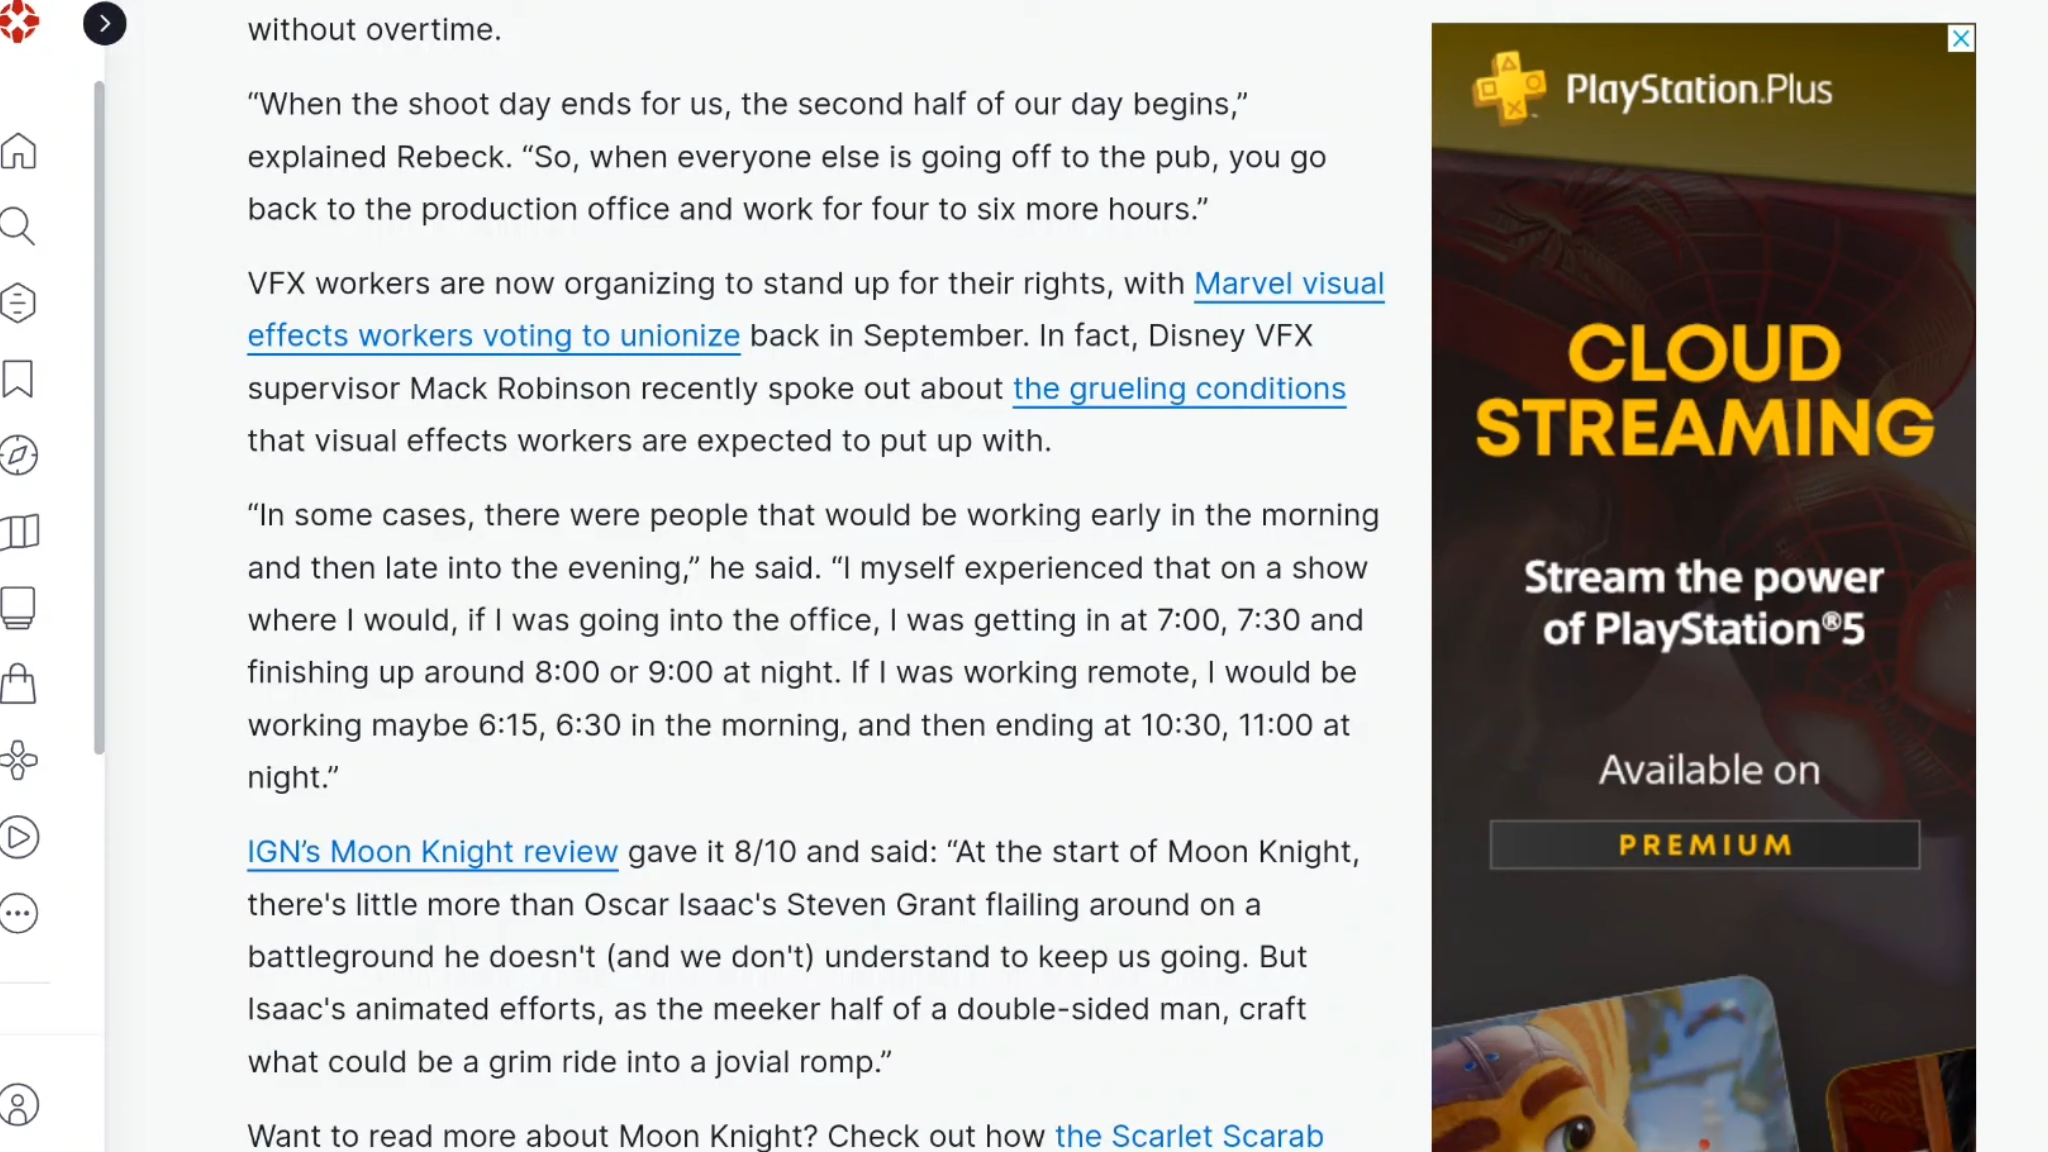 without overtime.
“When the shoot day ends for us, the second half of our day begins,”
explained Rebeck. “So, when everyone else is going off to the pub, you go
back to the production office and work for four to six more hours.”
VFX workers are now organizing to stand up for their rights, with Marvel visual
effects workers voting to unionize back in September. In fact, Disney VFX
supervisor Mack Robinson recently spoke out about the grueling conditions
that visual effects workers are expected to put up with.
“In some cases, there were people that would be working early in the morning
and then late into the evening,” he said. “I myself experienced that on a show
where I would, if I was going into the office, I was getting in at 7:00, 7:30 and
finishing up around 8:00 or 9:00 at night. If I was working remote, I would be
working maybe 6:15, 6:30 in the morning, and then ending at 10:30, 11:00 at
night.”
IGN’s Moon Knight review gave it 8/10 and said: “At the start of Moon Knight,
there's little more than Oscar Isaac's Steven Grant flailing around on a
battleground he doesn't (and we don't) understand to keep us going. But
Isaac's animated efforts, as the meeker half of a double-sided man, craft
what could be a grim ride into a jovial romp.”
Want to read more about Moon Knight? Check out how the Scarlet Scarab
PlayStation.Plus
CLOUD
STREAMING
Stream the power
of PlayStation®5
Available on
PREMIUM